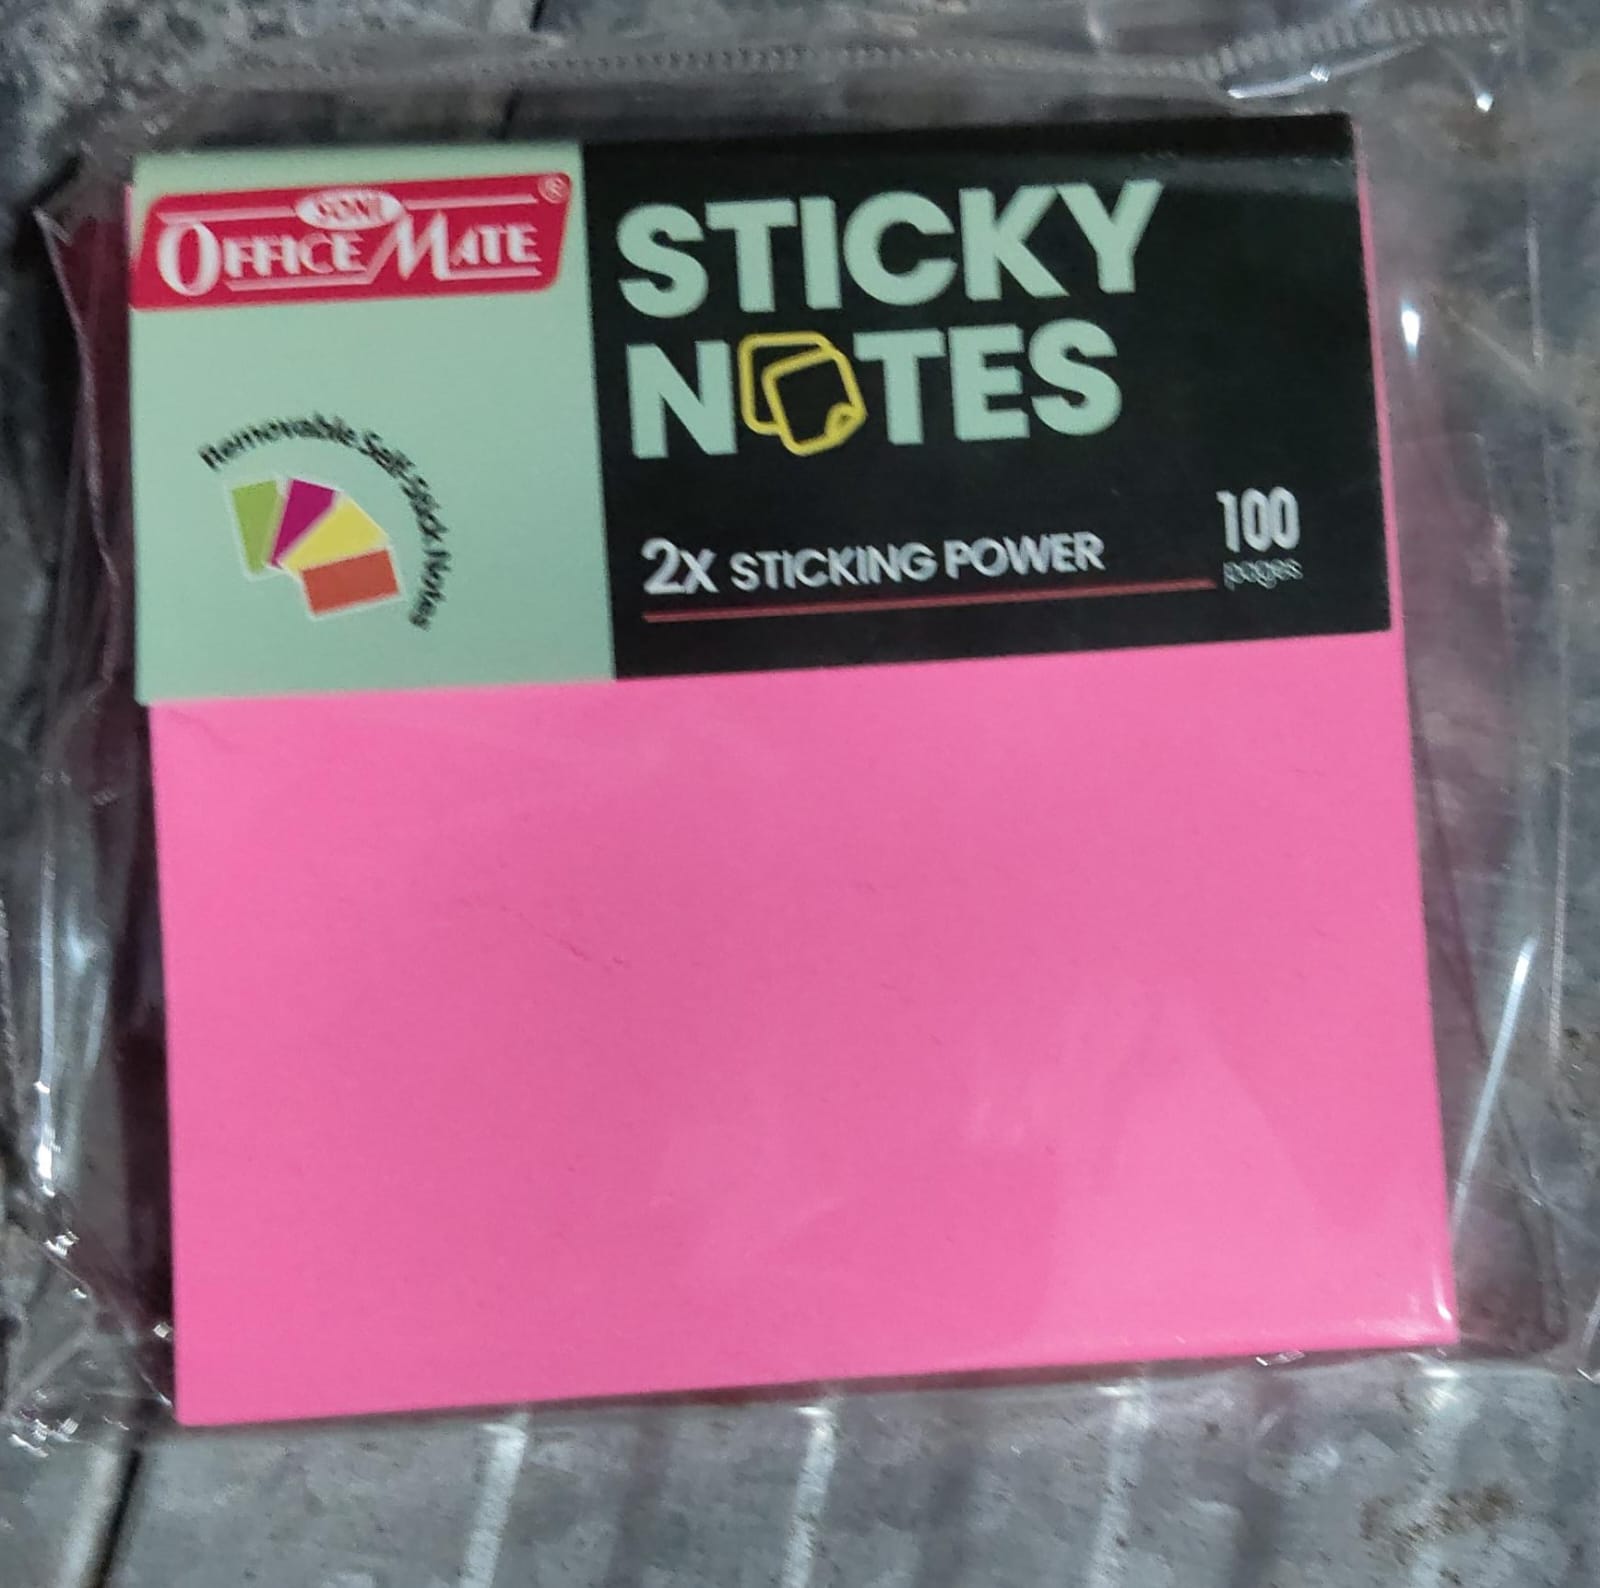 SONI
OFFICE MATE ®
Removable Self-Stick Notes
STICKY
NOTES
2X STICKING POWER
100
pages